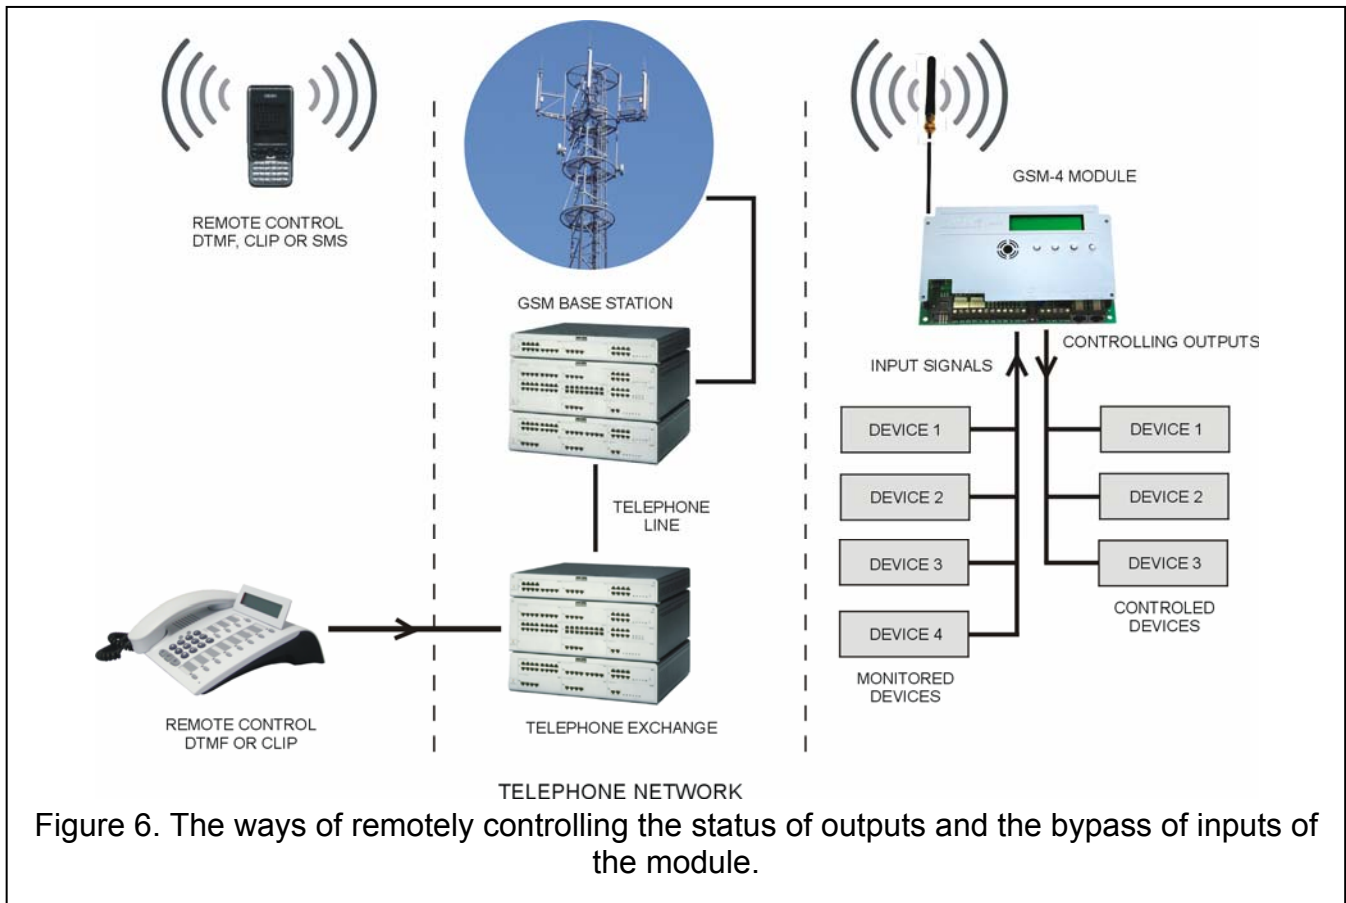 REMOTE CONTROL
DTMF, CLIP OR SMS
GSM BASE STATION
GSM-4 MODULE
INPUT SIGNALS
CONTROLLING OUTPUTS
DEVICE 1
DEVICE 2
DEVICE 3
DEVICE 4
MONITORED
DEVICES
DEVICE 1
DEVICE 2
DEVICE 3
CONTROLED
DEVICES
TELEPHONE
LINE
REMOTE CONTROL
DTMF OR CLIP
TELEPHONE EXCHANGE
TELEPHONE NETWORK
Figure 6. The ways of remotely controlling the status of outputs and the bypass of inputs of
the module.